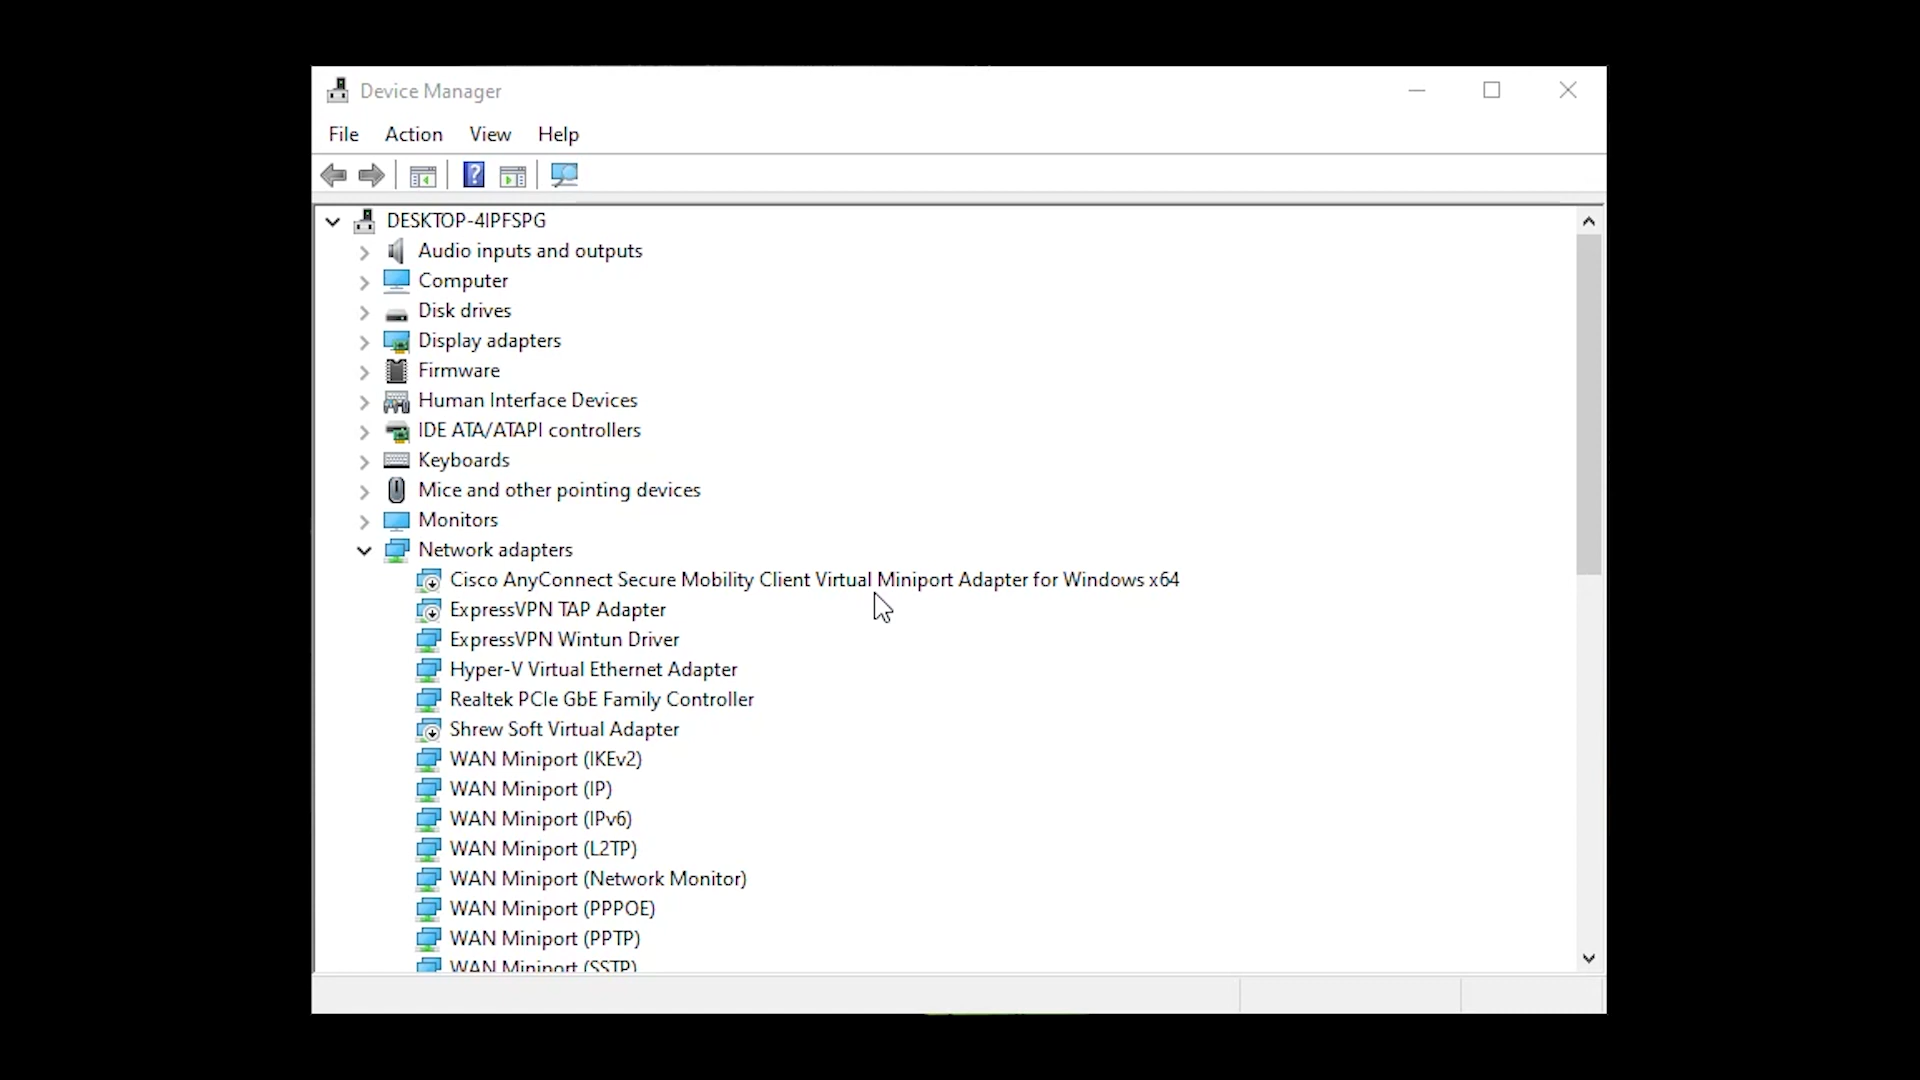 Device Manager
File Action View Help
DESKTOP-4IPFSPG
Audio inputs and outputs
Computer
Disk drives
Display adapters
Firmware
Human Interface Devices
IDE ATA/ATAPI controllers
Keyboards
Mice and other pointing devices
Monitors
Network adapters
Cisco AnyConnect Secure Mobility Client Virtual Miniport Adapter for Windows x64
ExpressVPN TAP Adapter
ExpressVPN Wintun Driver
Hyper-V Virtual Ethernet Adapter
Realtek PCIe GbE Family Controller
Shrew Soft Virtual Adapter
WAN Miniport (IKEv2)
WAN Miniport (IP)
WAN Miniport (IPv6)
WAN Miniport (L2TP)
WAN Miniport (Network Monitor)
WAN Miniport (PPPOE)
WAN Miniport (PPTP)
WAN Miniport (SSTP)